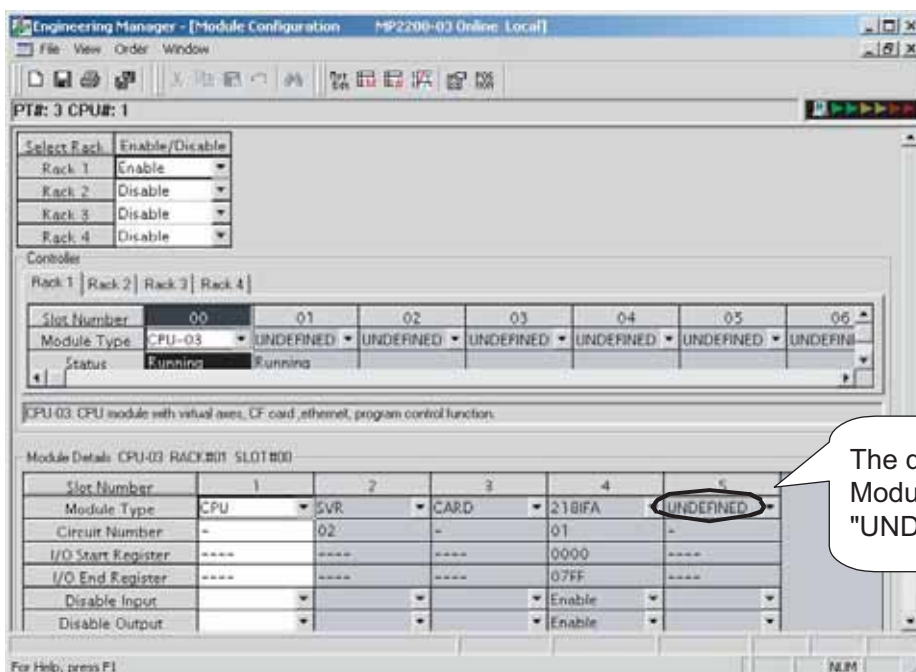 Engineering Manager - [Module Configuration MP2200-03 Online Local]
File View Order Window
PT#: 3 CPU#: 1
Select Rack Enable/Disable
Rack 1 Enable
Rack 2 Disable
Rack 3 Disable
Rack 4 Disable
Controller
Rack 1 Rack 2 Rack 3 Rack 4
Slot Number 00 01 02 03 04 05 06
Module Type CPU-03 UNDEFINED UNDEFINED UNDEFINED UNDEFINED UNDEFINED UNDEFIN
Status Running Running
CPU-03: CPU module with virtual axes, CF card ,ethernet, program control function.
Module Details CPU-03 RACK#01 SLOT#00
Slot Number 1 2 3 4 5
Module Type CPU SVR CARD 218IFA UNDEFINED
Circuit Number - 02 - 01 -
I/O Start Register ---- ---- ---- 0000 ----
I/O End Register ---- ---- ---- 07FF ----
Disable Input Enable
Disable Output Enable
The
Modu
"UND
For Help, press F1 NUM